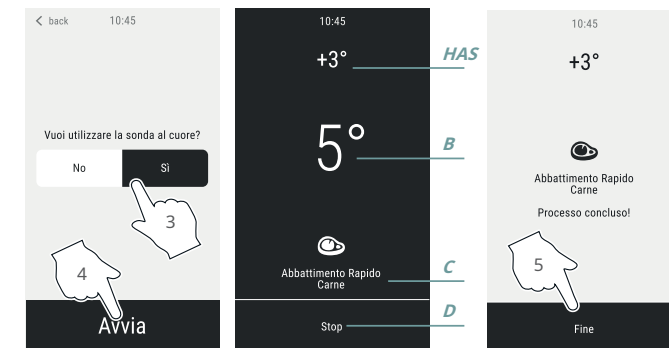 back 10:45
Vuoi utilizzare la sonda al cuore?
No Sì
3
4
Avvia
10:45
+3°
HAS
5°
B
Abbattimento Rapido
Carne
C
Stop
D
10:45
+3°
Abbattimento Rapido
Carne
Processo concluso!
5
Fine